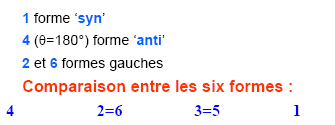 1 forme ‘syn’
4 (θ=180°) forme ‘anti’
2 et 6 formes gauches
Comparaison entre les six formes :
4 2=6 3=5 1